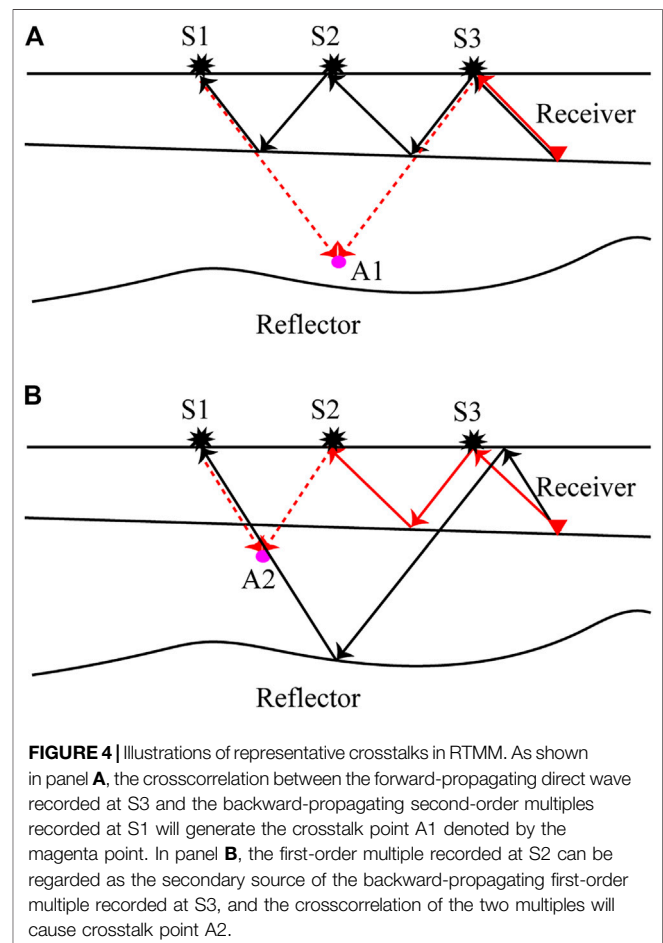 A
S1 S2 S3
Receiver
A1
Reflector
B
S1 S2 S3
Receiver
A2
Reflector
FIGURE 4 | Illustrations of representative crosstalks in RTMM. As shown
in panel A, the crosscorrelation between the forward-propagating direct wave
recorded at S3 and the backward-propagating second-order multiples
recorded at S1 will generate the crosstalk point A1 denoted by the
magenta point. In panel B, the first-order multiple recorded at S2 can be
regarded as the secondary source of the backward-propagating first-order
multiple recorded at S3, and the crosscorrelation of the two multiples will
cause crosstalk point A2.